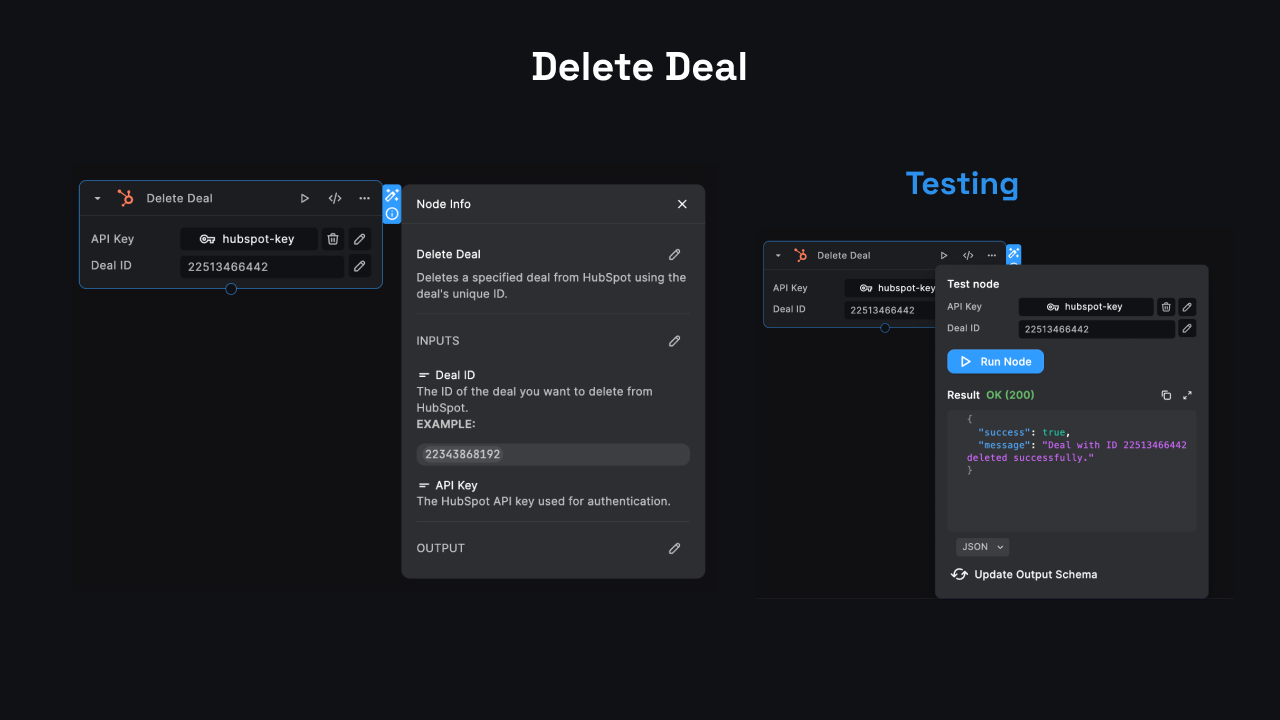 Delete Deal
Delete Deal
API Key
hubspot-key
Deal ID
22513466442
Node Info
Delete Deal
Deletes a specified deal from HubSpot using the
deal's unique ID.
INPUTS
Deal ID
The ID of the deal you want to delete from
HubSpot.
EXAMPLE:
22343868192
API Key
The HubSpot API key used for authentication.
OUTPUT
Testing
Delete Deal
API Key
hubspot-key
Deal ID
22513466442
Test node
API Key
hubspot-key
Deal ID
22513466442
Run Node
Result OK (200)
{
"success": true,
"message": "Deal with ID 22513466442
deleted successfully."
}
JSON
Update Output Schema